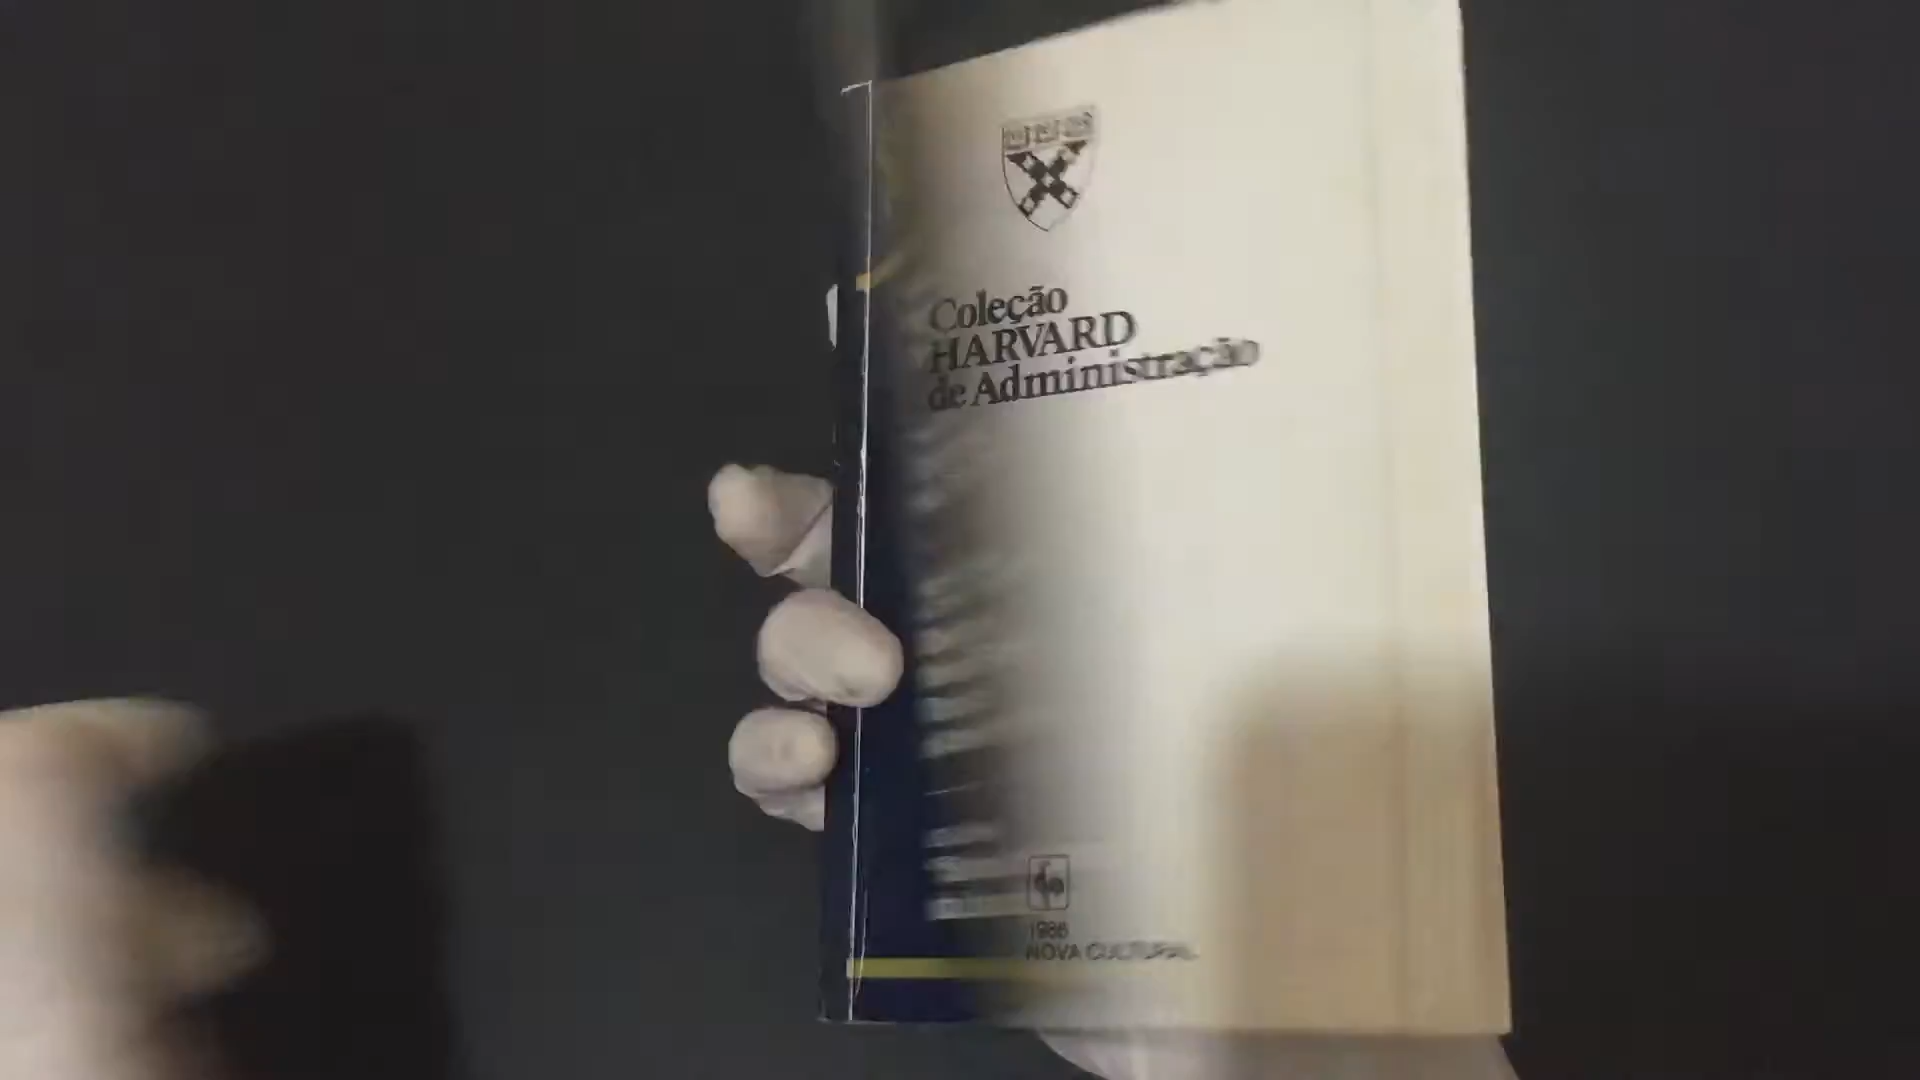 Coleção
HARVARD
de Administração
1986
NOVA CULTURAL